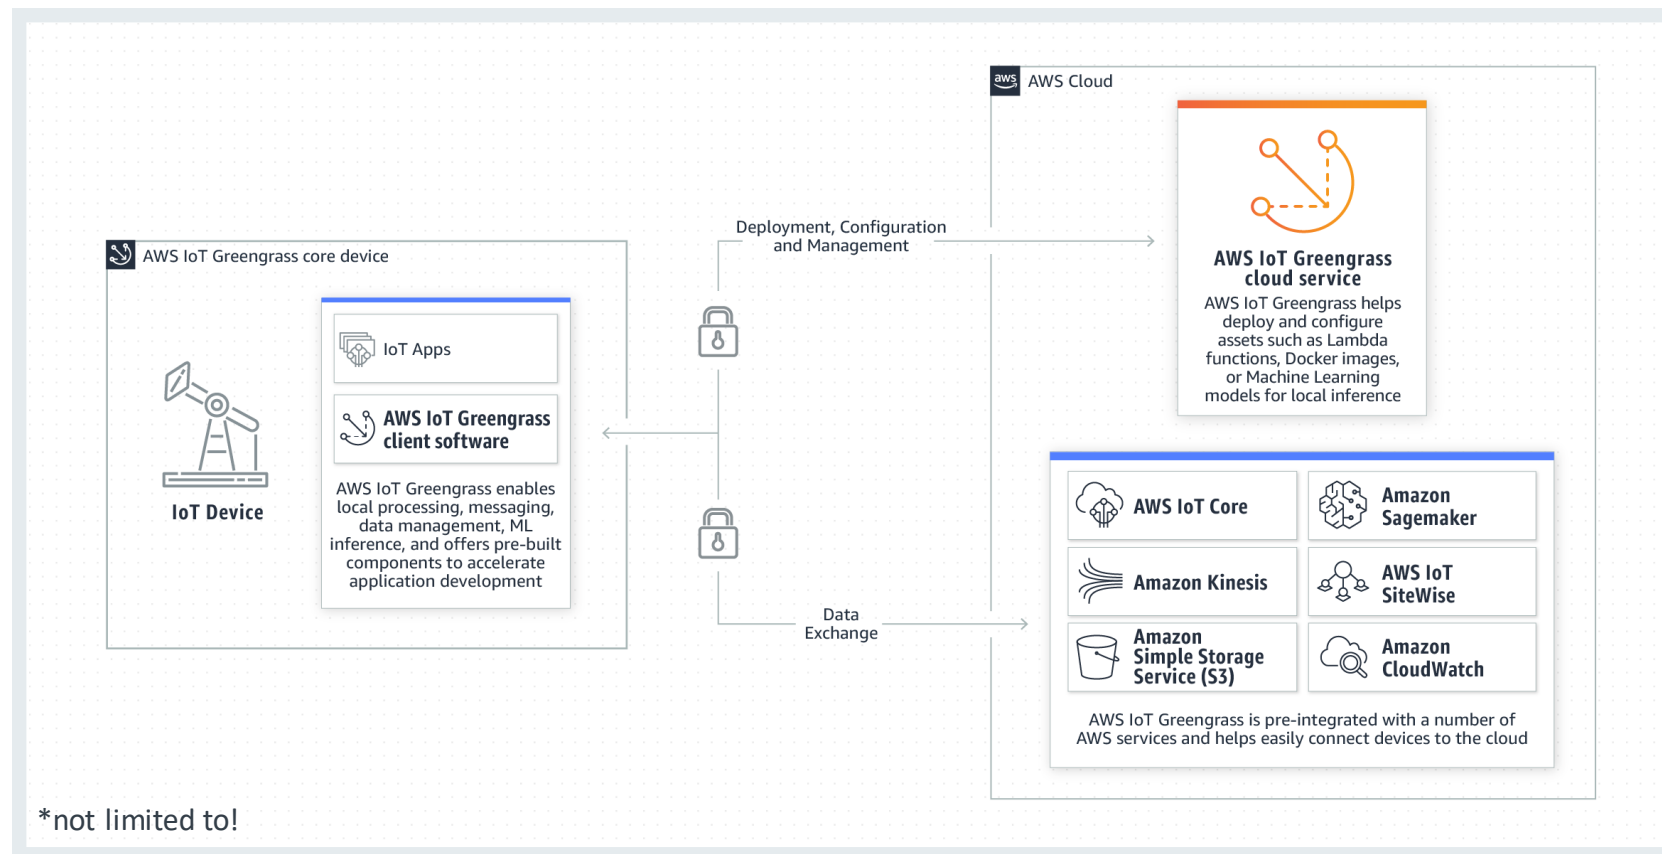 aws
AWS Cloud
AWS IoT Greengrass
cloud service
AWS IoT Greengrass helps
deploy and configure
assets such as Lambda
functions, Docker images,
or Machine Learning
models for local inference
Deployment, Configuration
and Management
AWS IoT Greengrass core device
IoT Device
IoT Apps
AWS IoT Greengrass
client software
AWS IoT Greengrass enables
local processing, messaging,
data management, ML
inference, and offers pre-built
components to accelerate
application development
Data
Exchange
AWS IoT Core
Amazon
Sagemaker
Amazon Kinesis
AWS IoT
SiteWise
Amazon
Simple Storage
Service (S3)
Amazon
CloudWatch
AWS IoT Greengrass is pre-integrated with a number of
AWS services and helps easily connect devices to the cloud
*not limited to!